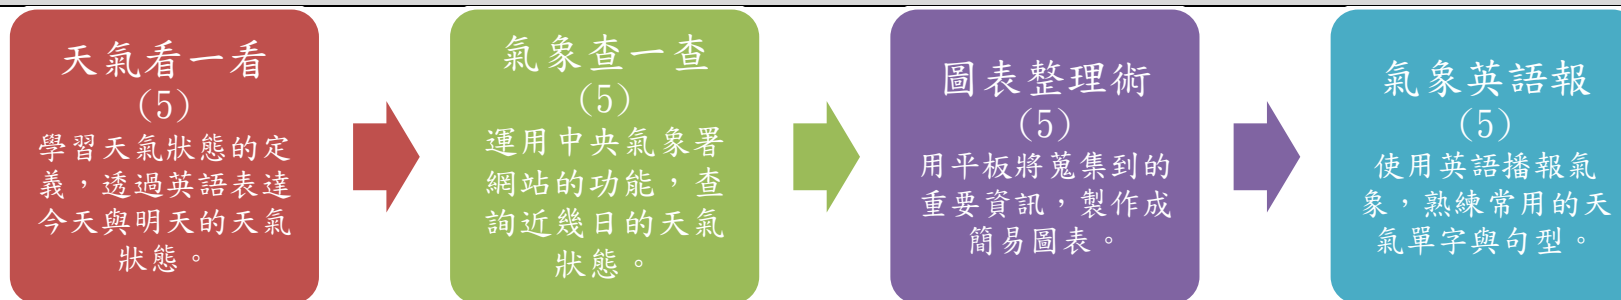 天氣看一看
(5)
學習天氣狀態的定
義，透過英語表達
今天與明天的天氣
狀態。
氣象查一查
(5)
運用中央氣象署
網站的功能，查
詢近幾日的天氣
狀態。
圖表整理術
(5)
用平板將蒐集到的
重要資訊，製作成
簡易圖表。
氣象英語報
(5)
使用英語播報氣
象，熟練常用的天
氣單字與句型。